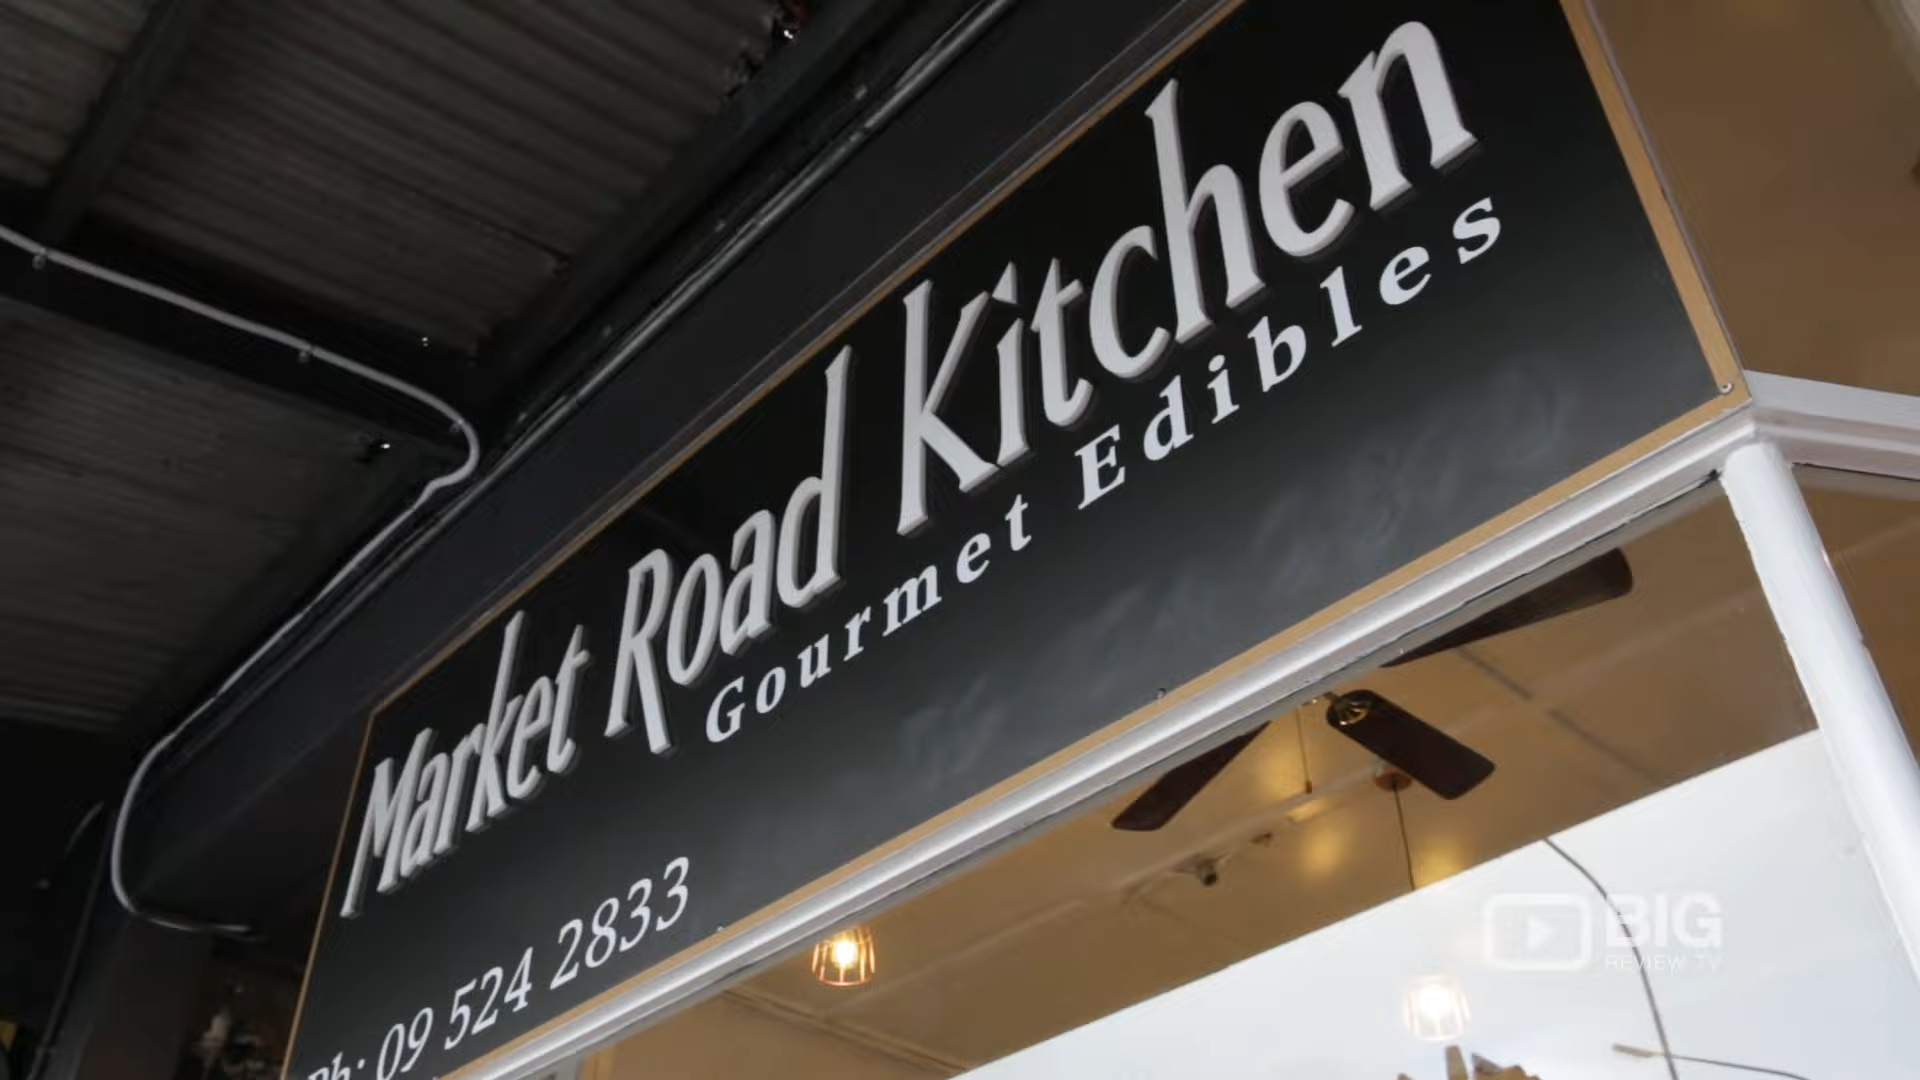 Market Road Kitchen
Gourmet Edibles
Ph: 09 524 2833
BIG
REVIEW TV